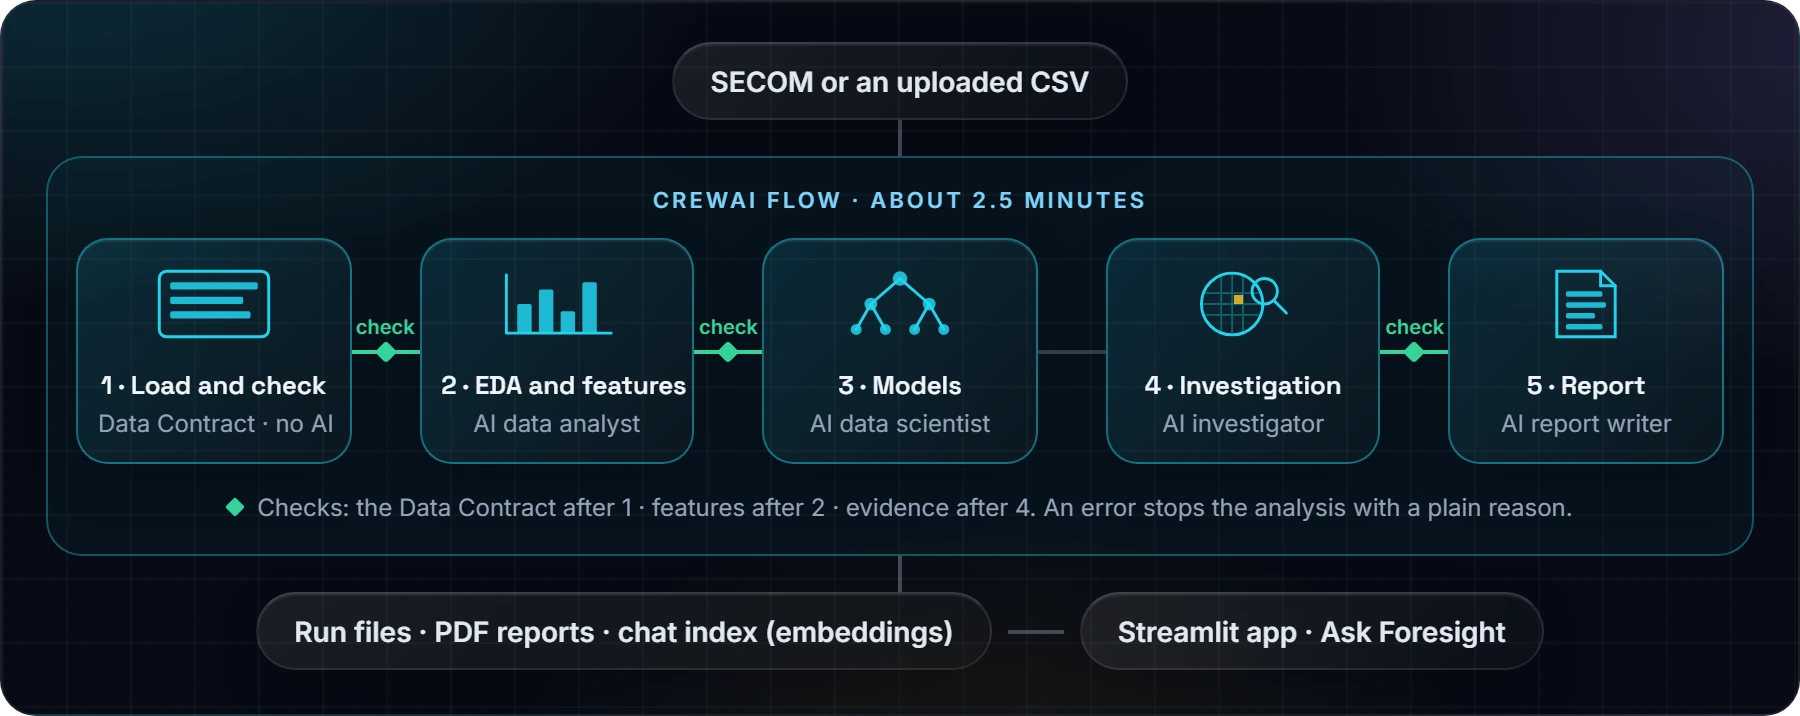 SECOM or an uploaded CSV
CREWAI FLOW · ABOUT 2.5 MINUTES
check
check
check
1 · Load and check
Data Contract · no AI
2 · EDA and features
AI data analyst
3 · Models
AI data scientist
4 · Investigation
AI investigator
5 · Report
AI report writer
Checks: the Data Contract after 1 · features after 2 · evidence after 4. An error stops the analysis with a plain reason.
Run files · PDF reports · chat index (embeddings)
Streamlit app · Ask Foresight